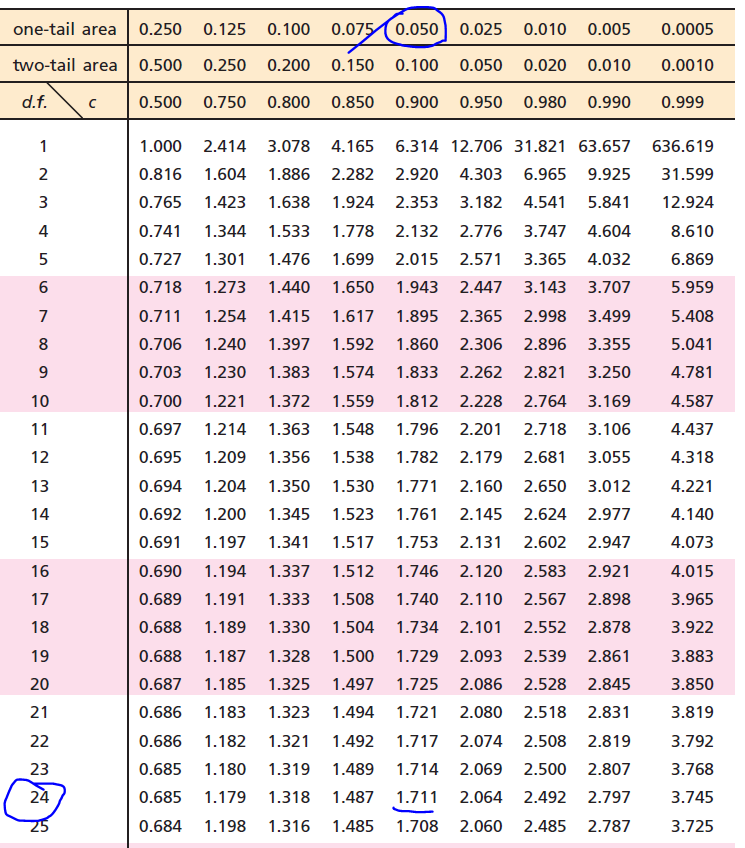 one-tail area 0.250 0.125 0.100 0.075 0.050 0.025 0.010 0.005 0.0005
two-tail area 0.500 0.250 0.200 0.150 0.100 0.050 0.020 0.010 0.0010
d.f. c 0.500 0.750 0.800 0.850 0.900 0.950 0.980 0.990 0.999
1 1.000 2.414 3.078 4.165 6.314 12.706 31.821 63.657 636.619
2 0.816 1.604 1.886 2.282 2.920 4.303 6.965 9.925 31.599
3 0.765 1.423 1.638 1.924 2.353 3.182 4.541 5.841 12.924
4 0.741 1.344 1.533 1.778 2.132 2.776 3.747 4.604 8.610
5 0.727 1.301 1.476 1.699 2.015 2.571 3.365 4.032 6.869
6 0.718 1.273 1.440 1.650 1.943 2.447 3.143 3.707 5.959
7 0.711 1.254 1.415 1.617 1.895 2.365 2.998 3.499 5.408
8 0.706 1.240 1.397 1.592 1.860 2.306 2.896 3.355 5.041
9 0.703 1.230 1.383 1.574 1.833 2.262 2.821 3.250 4.781
10 0.700 1.221 1.372 1.559 1.812 2.228 2.764 3.169 4.587
11 0.697 1.214 1.363 1.548 1.796 2.201 2.718 3.106 4.437
12 0.695 1.209 1.356 1.538 1.782 2.179 2.681 3.055 4.318
13 0.694 1.204 1.350 1.530 1.771 2.160 2.650 3.012 4.221
14 0.692 1.200 1.345 1.523 1.761 2.145 2.624 2.977 4.140
15 0.691 1.197 1.341 1.517 1.753 2.131 2.602 2.947 4.073
16 0.690 1.194 1.337 1.512 1.746 2.120 2.583 2.921 4.015
17 0.689 1.191 1.333 1.508 1.740 2.110 2.567 2.898 3.965
18 0.688 1.189 1.330 1.504 1.734 2.101 2.552 2.878 3.922
19 0.688 1.187 1.328 1.500 1.729 2.093 2.539 2.861 3.883
20 0.687 1.185 1.325 1.497 1.725 2.086 2.528 2.845 3.850
21 0.686 1.183 1.323 1.494 1.721 2.080 2.518 2.831 3.819
22 0.686 1.182 1.321 1.492 1.717 2.074 2.508 2.819 3.792
23 0.685 1.180 1.319 1.489 1.714 2.069 2.500 2.807 3.768
24 0.685 1.179 1.318 1.487 1.711 2.064 2.492 2.797 3.745
25 0.684 1.198 1.316 1.485 1.708 2.060 2.485 2.787 3.725